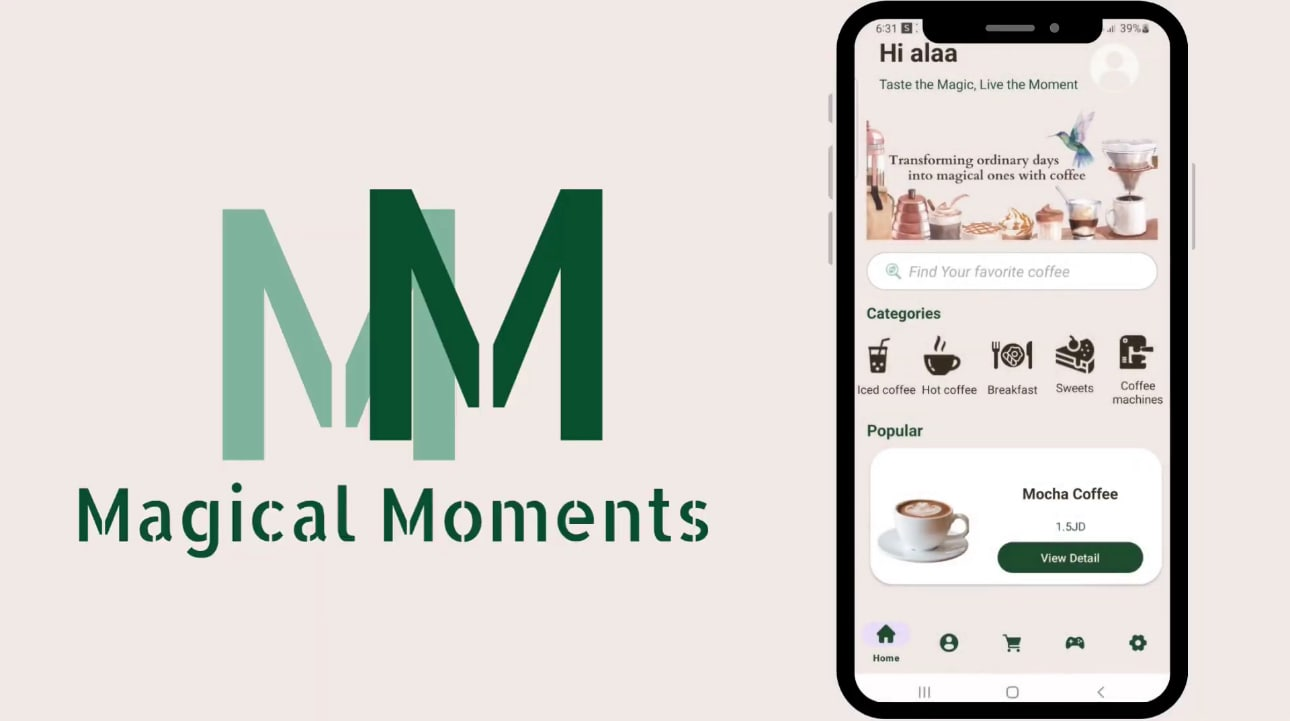 MM
Magical Moments
6:31
39%
Hi alaa
Taste the Magic, Live the Moment
Transforming ordinary days
into magical ones with coffee
Find Your favorite coffee
Categories
Iced coffee
Hot coffee
Breakfast
Sweets
Coffee
machines
Popular
Mocha Coffee
1.5JD
View Detail
Home